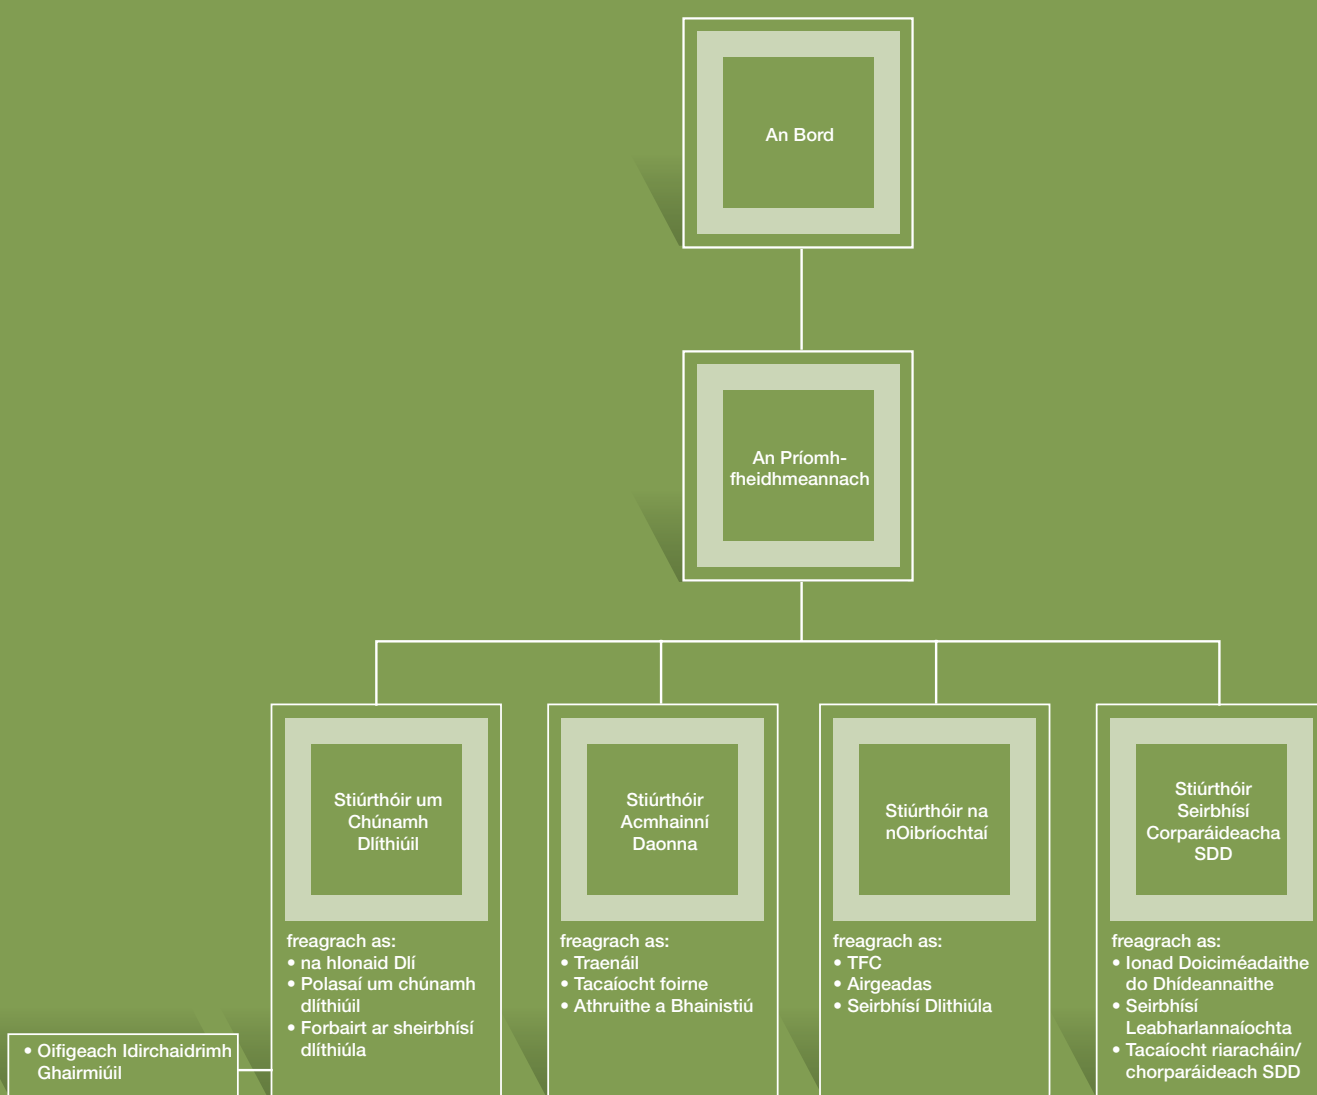 An Bord
An Príomh-
fheidhmeannach
Stiúrthóir um
Chúnamh
Dlíthiúil
freagrach as:
• na hIonaid Dlí
• Polasaí um chúnamh
dlíthiúil
• Forbairt ar sheirbhísí
dlíthiúla
• Oifigeach Idirchaidrimh
Ghairmiúil
Stiúrthóir
Acmhainní
Daonna
freagrach as:
• Traenáil
• Tacaíocht foirne
• Athruithe a Bhainistiú
Stiúrthóir na
nOibríochtaí
freagrach as:
• TFC
• Airgeadas
• Seirbhísí Dlithiúla
Stiúrthóir
Seirbhísí
Corparáideacha
SDD
freagrach as:
• Ionad Doiciméadaithe
do Dhídeannaithe
• Seirbhísí
Leabharlannaíochta
• Tacaíocht riaracháin/
chorparáideach SDD